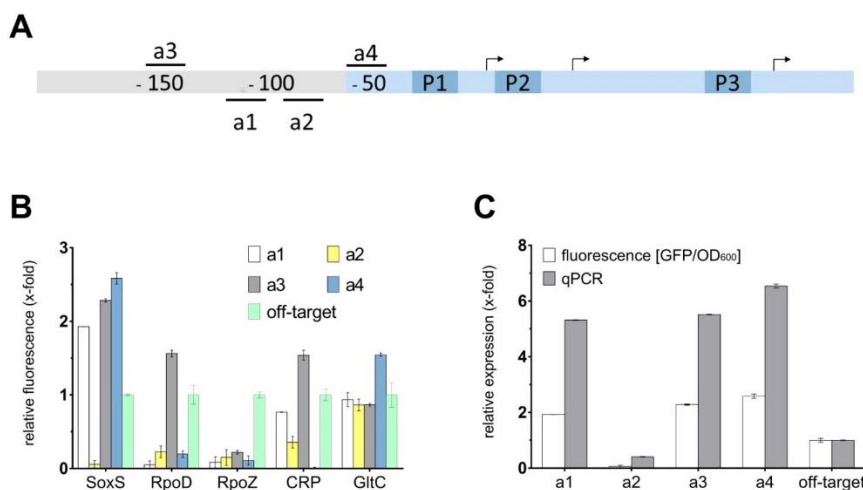 A
a3
a4
- 150
- 100
- 50
P1
P2
P3
a1
a2
B
relative fluorescence (x-fold)
3
2
1
0
a1
a2
a3
a4
off-target
SoxS
RpoD
RpoZ
CRP
GltC
C
relative expression (x-fold)
8
6
4
2
0
fluorescence [GFP/OD600]
qPCR
a1
a2
a3
a4
off-target